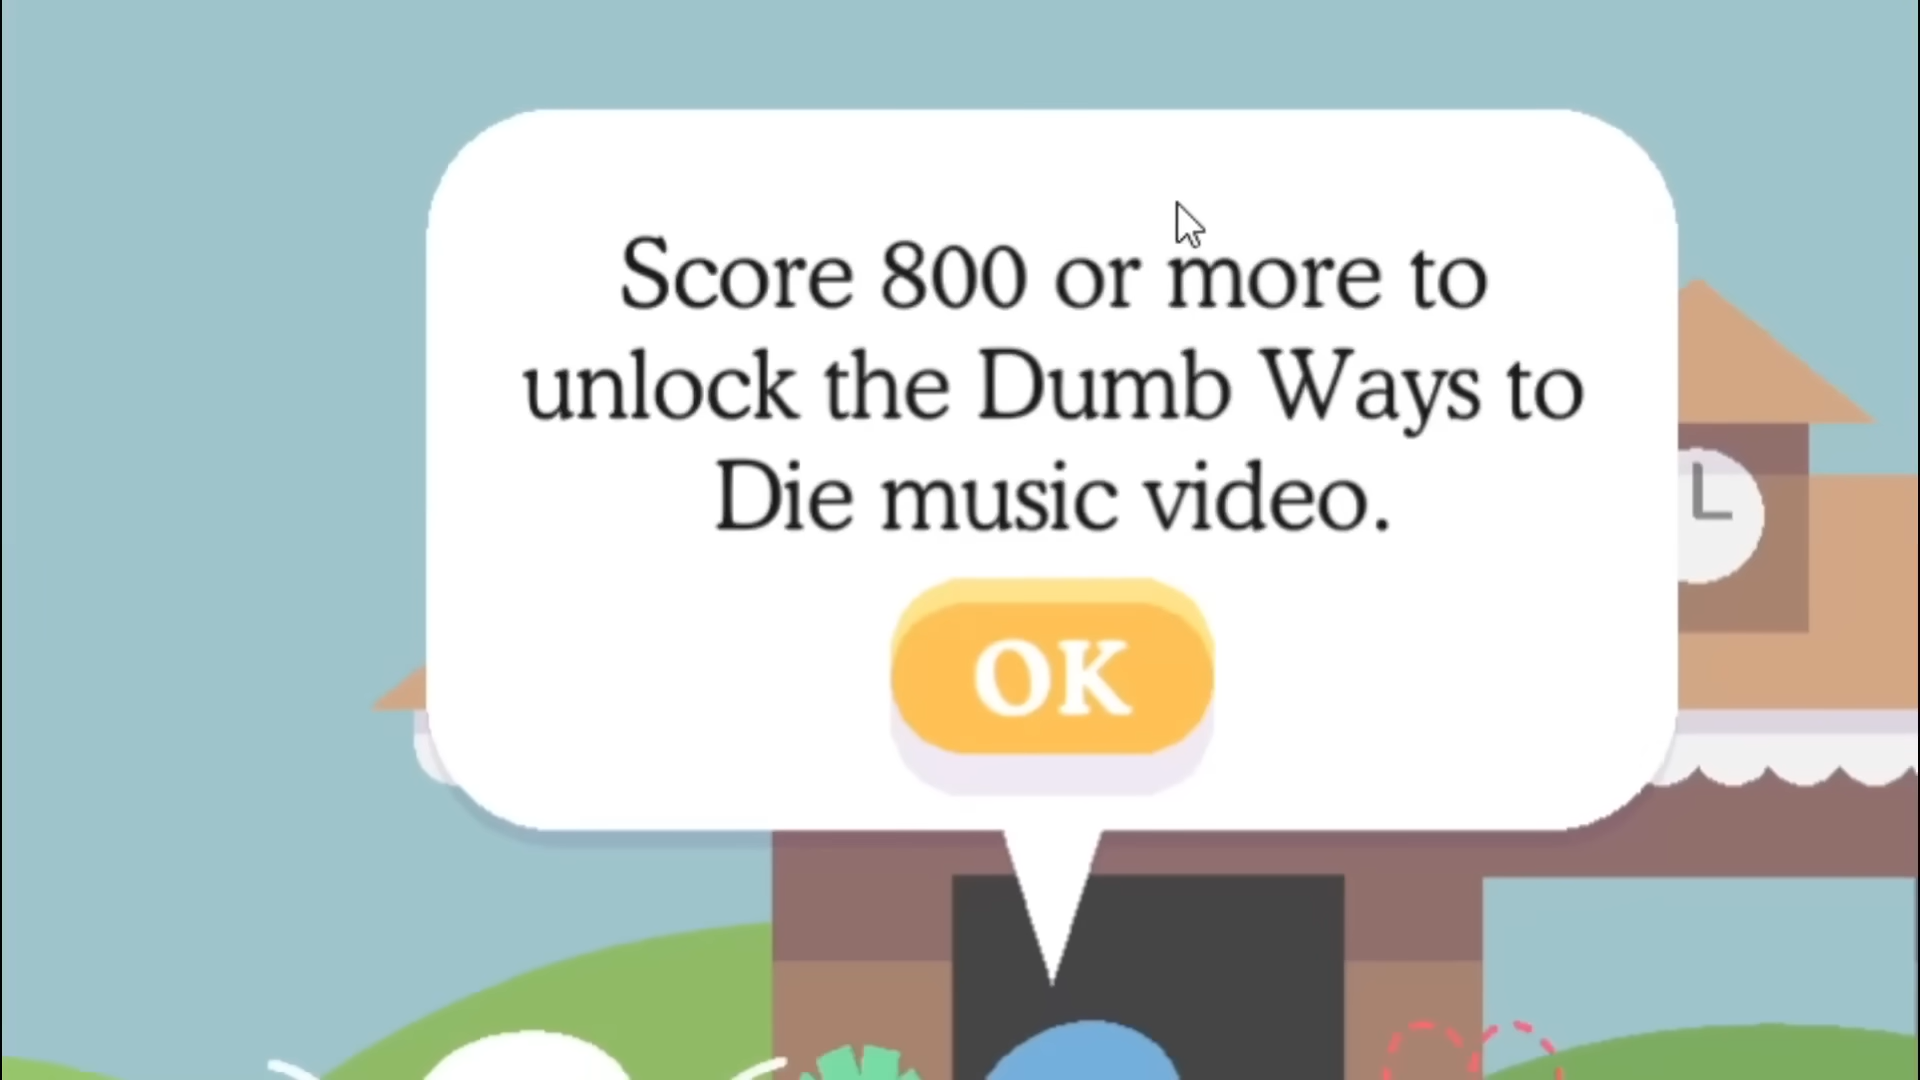 Score 800 or more to
unlock the Dumb Ways to
Die music video.
OK